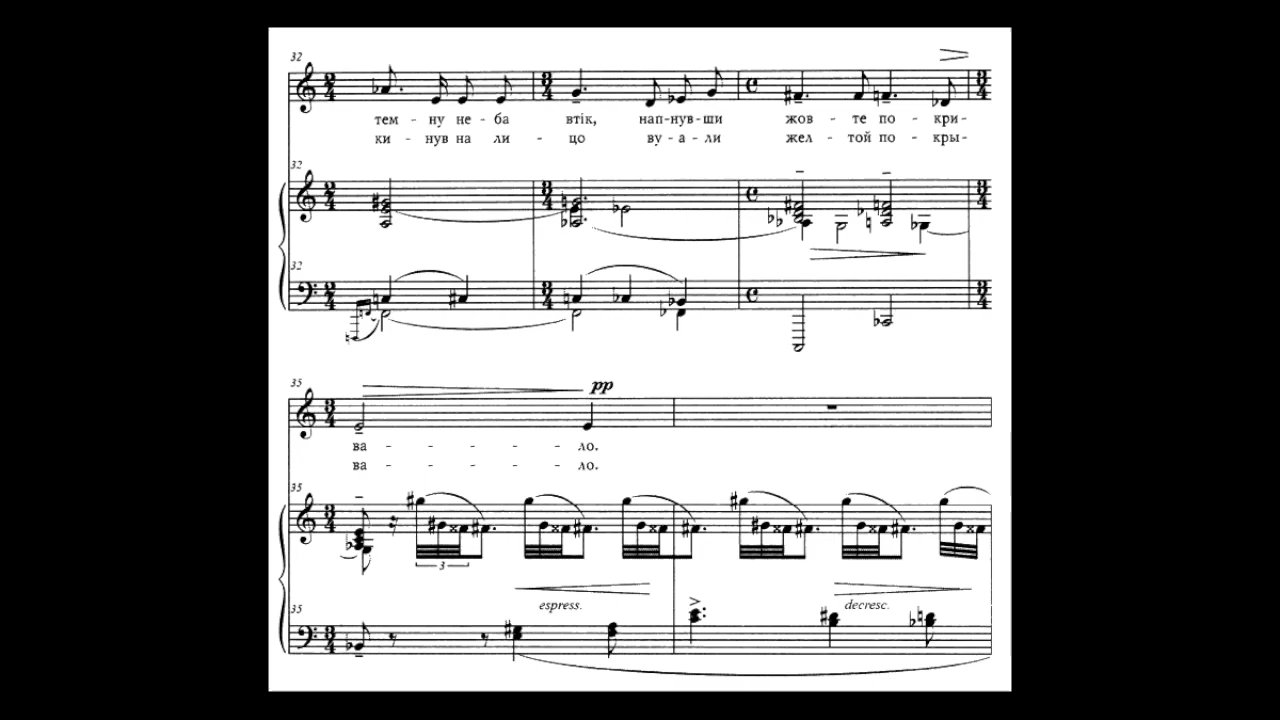 32
тем - ну не - ба втік, нап-нув-ши жов - те по - кри-
ки - нув на ли - цо ву - а - ли жел - той по - кры-
32
32
35
pp
ва - - - - ло.
ва - - - - ло.
35
3
espress.
decresc.
35